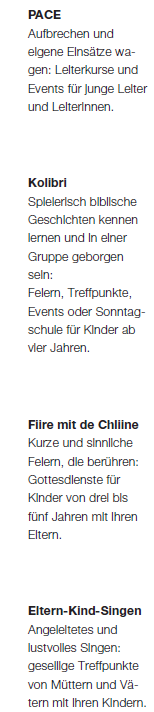 PACE
Aufbrechen und
eigene Einsätze wa-
gen: Leiterkurse und
Events für junge Leiter
und LeiterInnen.
Kolibri
Spielerisch biblische
Geschichten kennen
lernen und in einer
Gruppe geborgen
sein:
Feiern, Treffpunkte,
Events oder Sonntag-
schule für Kinder ab
vier Jahren.
Fiire mit de Chliine
Kurze und sinnliche
Feiern, die berühren:
Gottesdienste für
Kinder von drei bis
fünf Jahren mit ihren
Eltern.
Eltern-Kind-Singen
Angeleitetes und
lustvolles Singen:
gesellige Treffpunkte
von Müttern und Vä-
tern mit ihren Kindern.